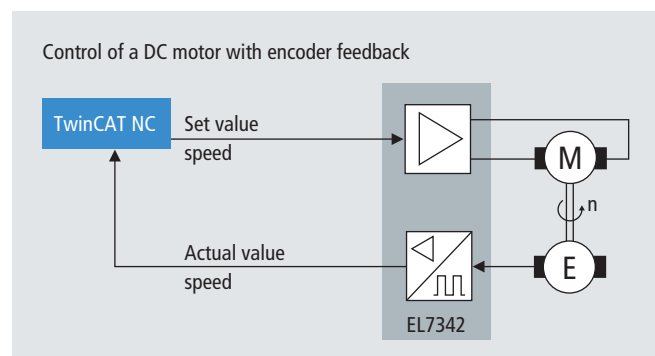 Control of a DC motor with encoder feedback
TwinCAT NC
Set value
speed
M
n
Actual value
speed
E
EL7342